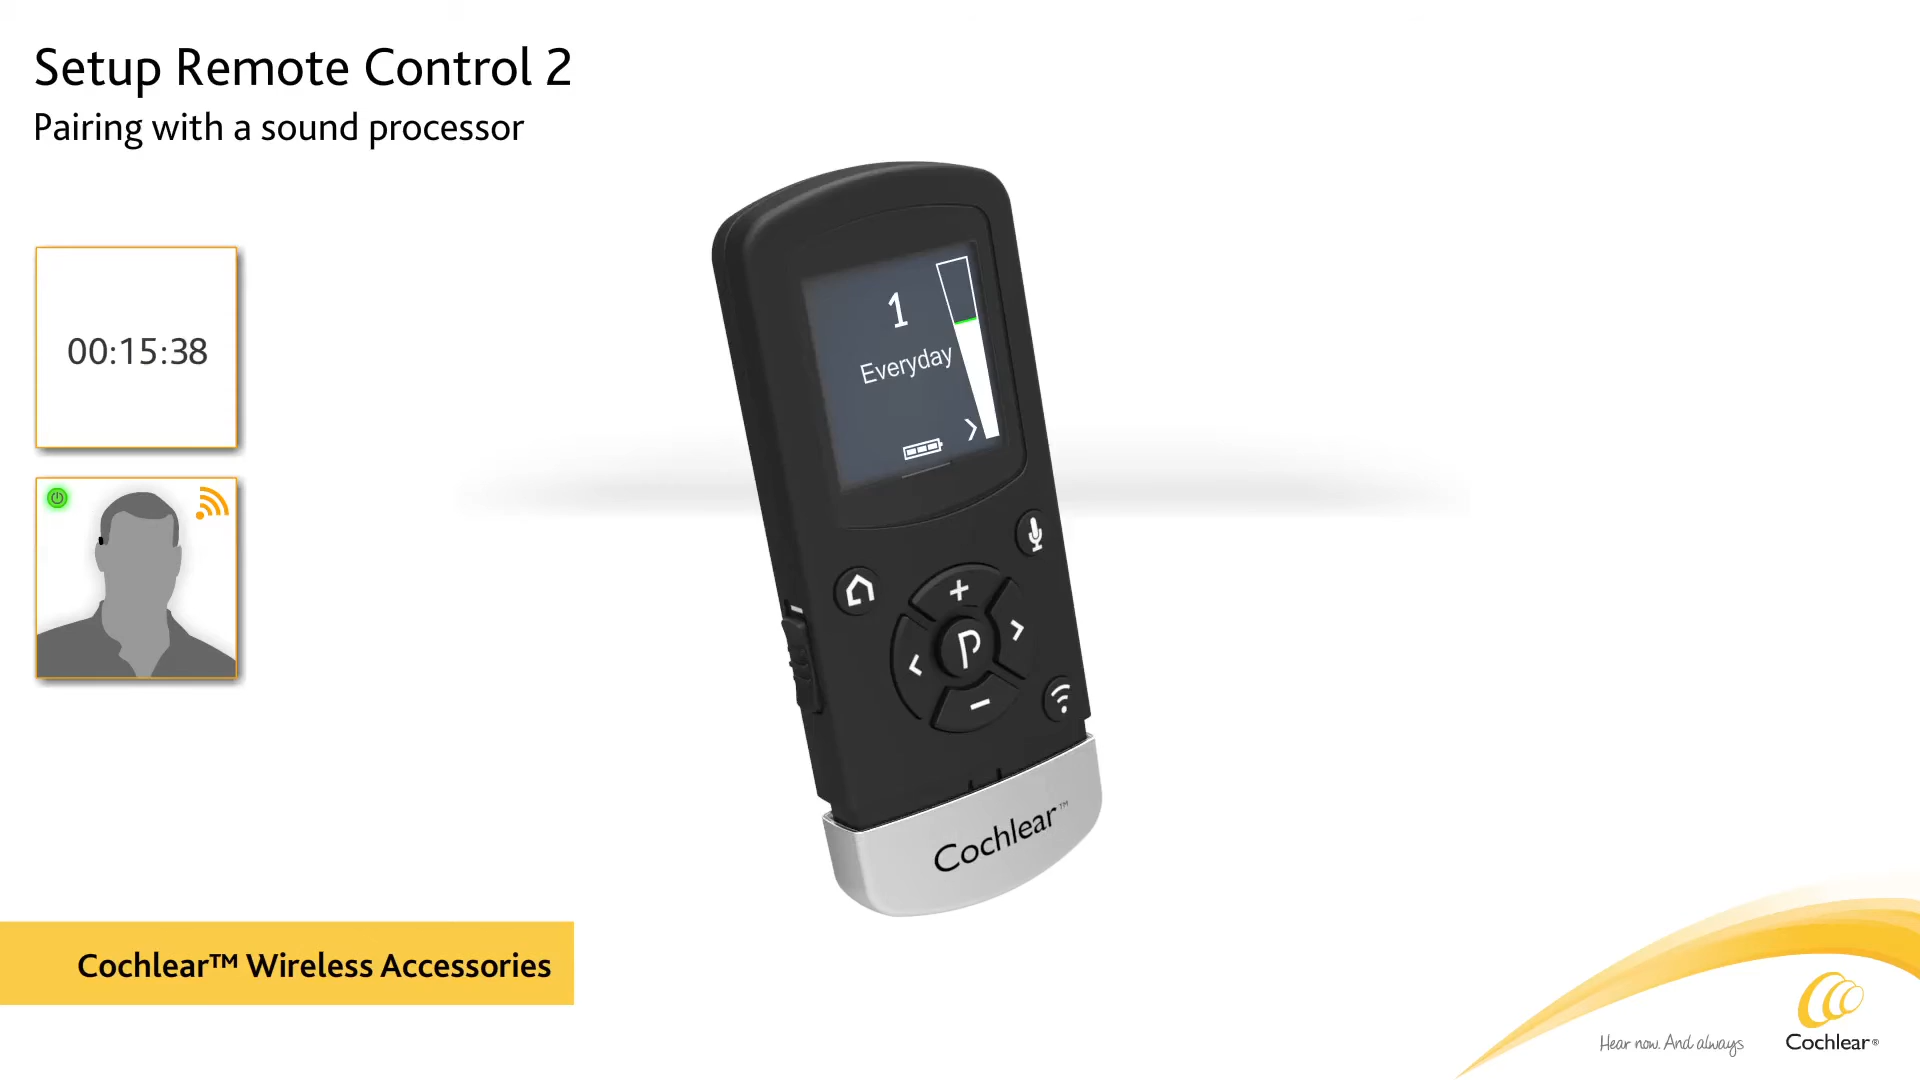 Setup Remote Control 2
Pairing with a sound processor
00:15:38
1
Everyday
P
Cochlear™
Cochlear™ Wireless Accessories
Hear now. And always
Cochlear®